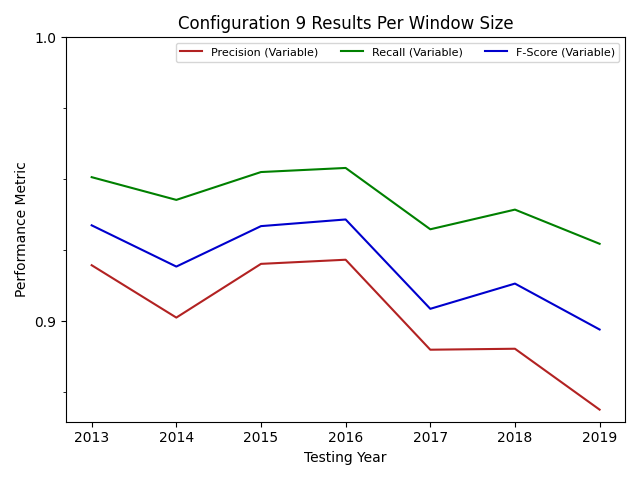 Configuration 9 Results Per Window Size
Precision (Variable) Recall (Variable) F-Score (Variable)
1.0
0.9
Performance Metric
2013 2014 2015 2016 2017 2018 2019
Testing Year